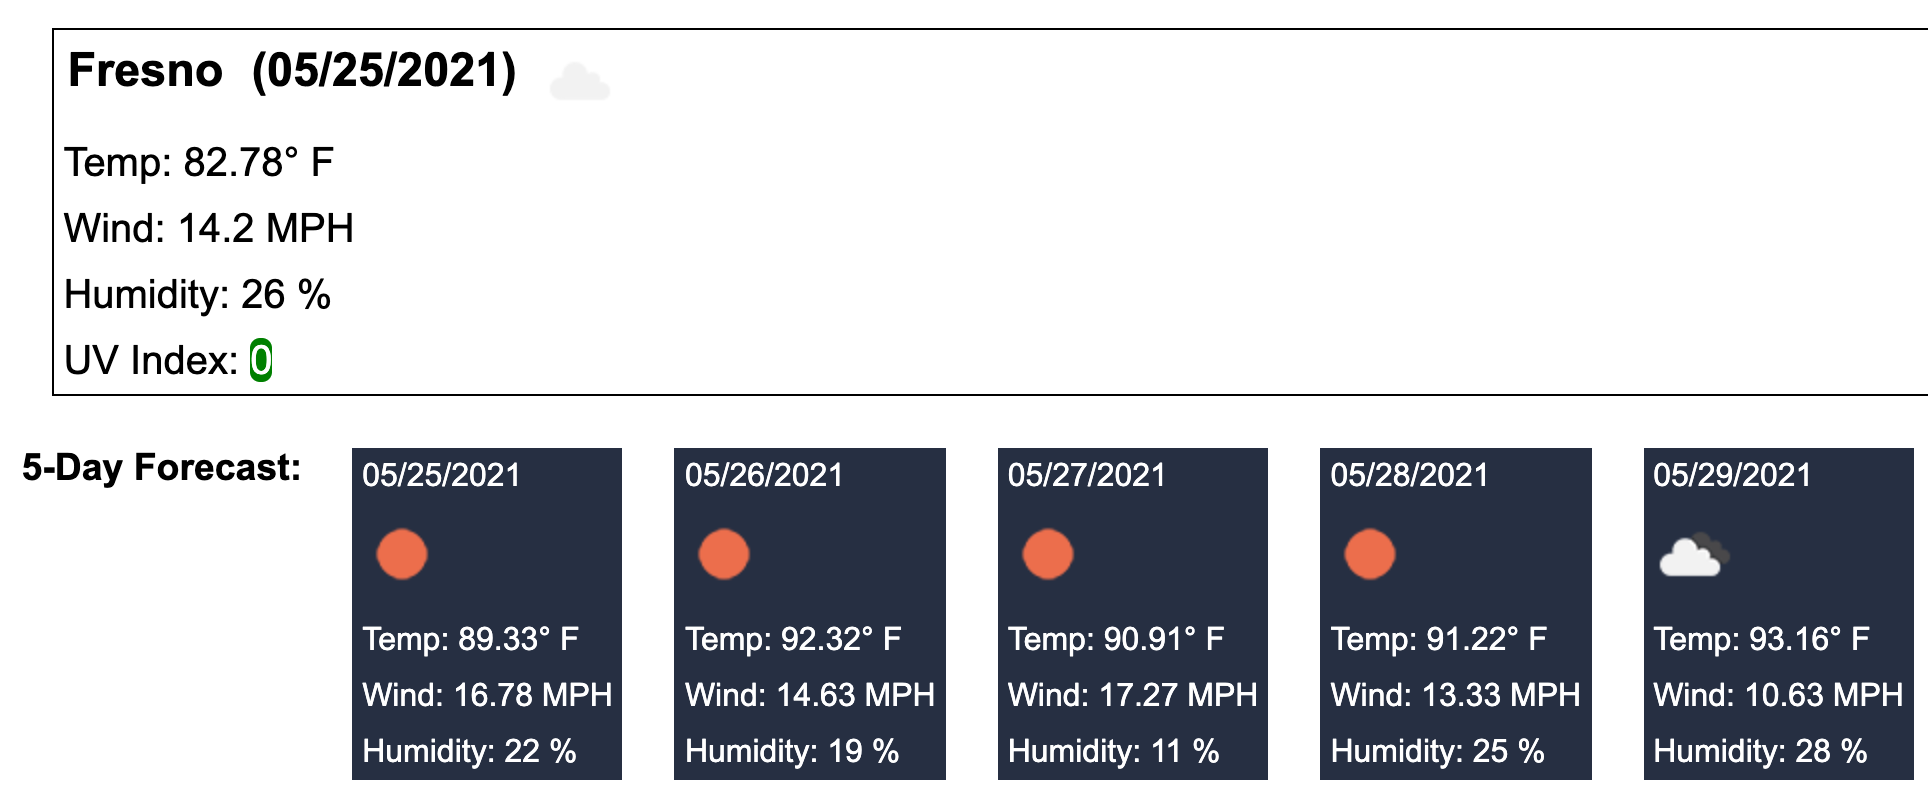 Fresno (05/25/2021)
Temp: 82.78° F
Wind: 14.2 MPH
Humidity: 26 %
UV Index: 0
5-Day Forecast:
05/25/2021
Temp: 89.33° F
Wind: 16.78 MPH
Humidity: 22 %
05/26/2021
Temp: 92.32° F
Wind: 14.63 MPH
Humidity: 19 %
05/27/2021
Temp: 90.91° F
Wind: 17.27 MPH
Humidity: 11 %
05/28/2021
Temp: 91.22° F
Wind: 13.33 MPH
Humidity: 25 %
05/29/2021
Temp: 93.16° F
Wind: 10.63 MPH
Humidity: 28 %